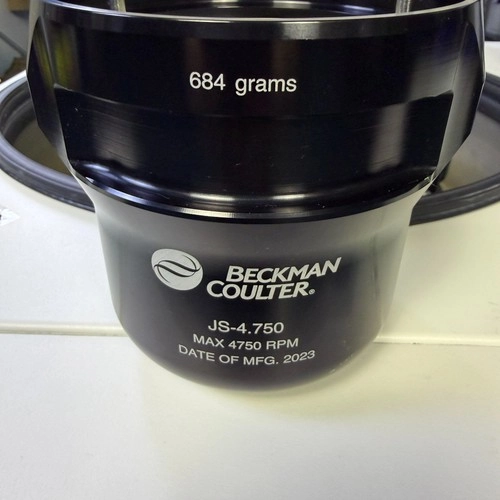 684 grams
BECKMAN
COULTER®
JS-4.750
MAX 4750 RPM
DATE OF MFG. 2023